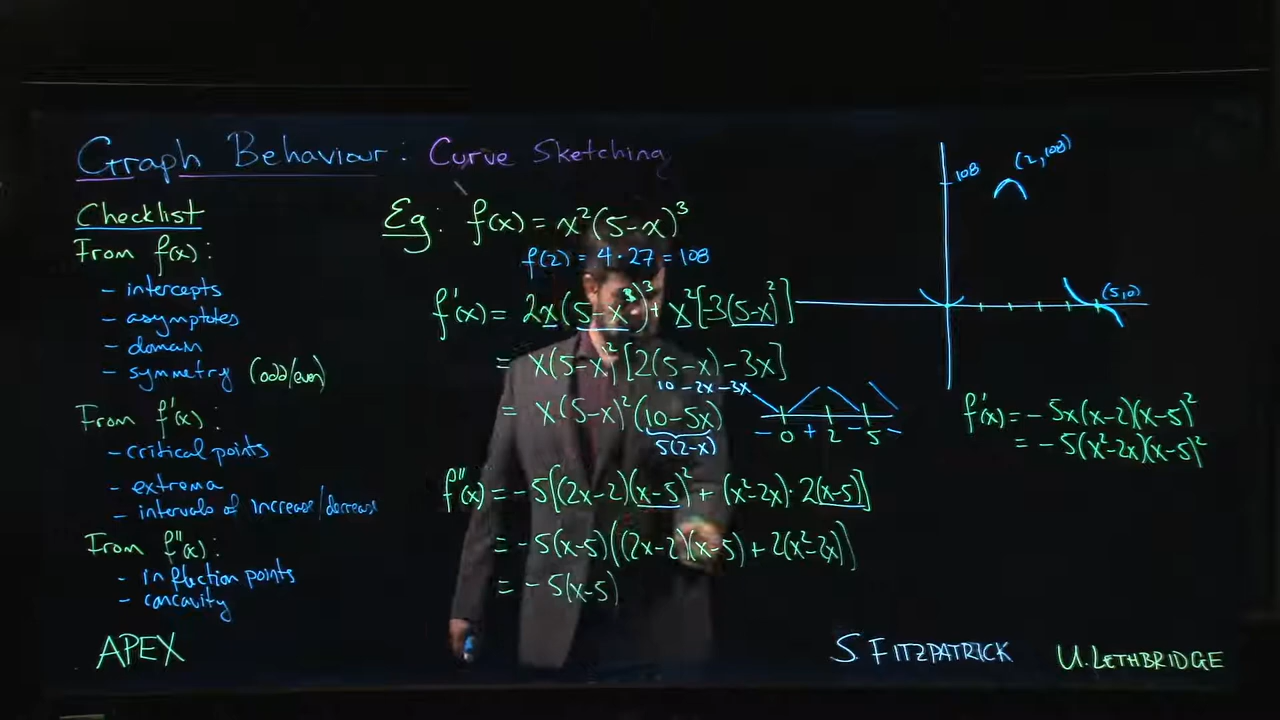 Graph Behaviour: Curve Sketching
Checklist
From f(x):
- intercepts
- asymptotes
- domain
- symmetry (odd/even)
From f'(x):
- critical points
- extrema
- intervals of increase/decrease
From f''(x):
- inflection points
- concavity
APEX
Eg: f(x) = x²(5-x)³
f(2) = 4·27 = 108
f'(x) = 2x(5-x)³ + x²[-3(5-x)²]
= x(5-x)²[2(5-x)-3x]
10-2x-3x
= x(5-x)²(10-5x)
5(2-x)
- 0 + 2 - 5 -
f''(x) = -5[(2x-2)(x-5)² + (x²-2x)·2(x-5)]
= -5(x-5)((2x-2)(x-5) + 2(x²-2x))
= -5(x-5)
108
(2,108)
(5,0)
f'(x) = -5x(x-2)(x-5)²
= -5(x²-2x)(x-5)²
S. FITZPATRICK
U. LETHBRIDGE